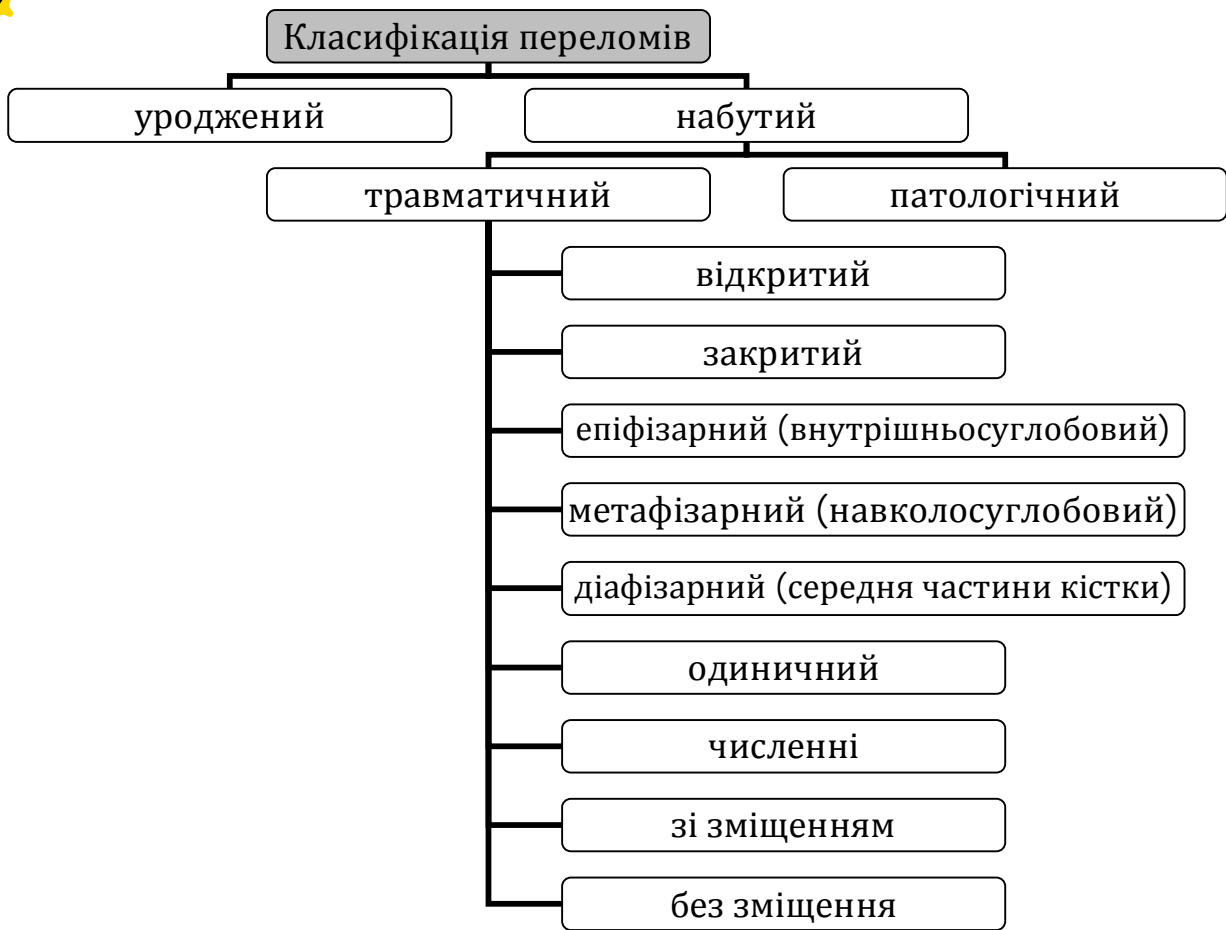 Класифікація переломів
уроджений
набутий
травматичний
патологічний
відкритий
закритий
епіфізарний (внутрішньосуглобовий)
метафізарний (навколосуглобовий)
діафізарний (середня частини кістки)
одиничний
численні
зі зміщенням
без зміщення